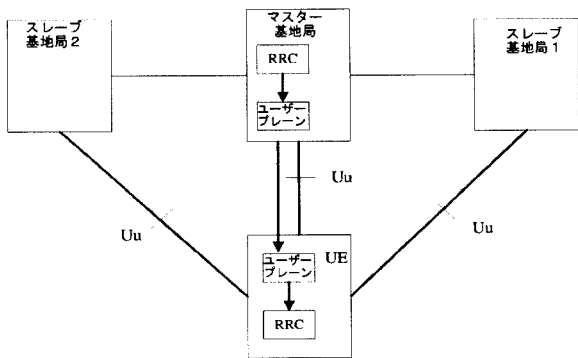 スレーブ
基地局2
マスター
基地局
スレーブ
基地局1
RRC
ユーザー
プレーン
Uu
Uu
Uu
UE
ユーザー
プレーン
RRC